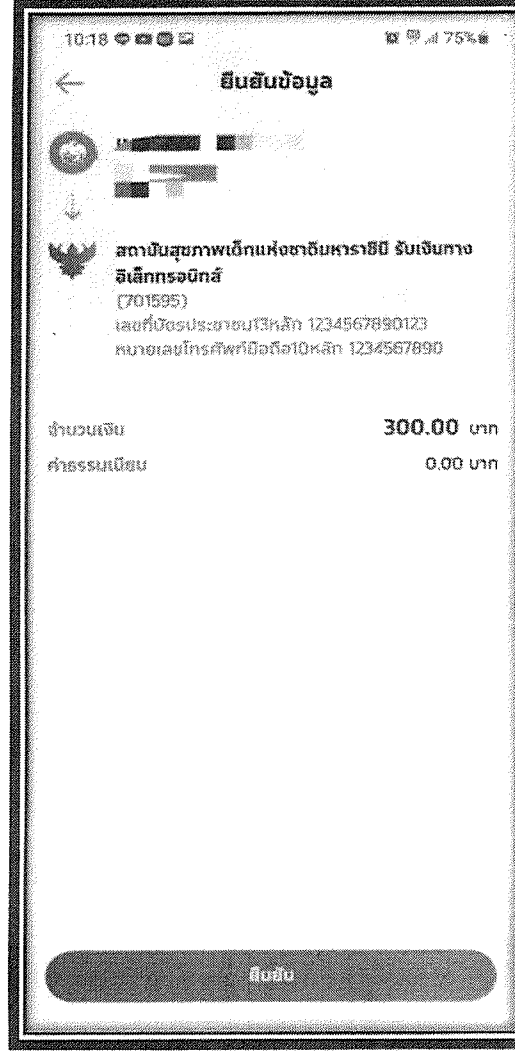 10:18
75%
ยืนยันข้อมูล
สถาบันสุขภาพเด็กแห่งชาติมหาราชินี รับเงินทาง
อิเล็กทรอนิกส์
(701595)
เลขที่บัตรประชาชน13หลัก 1234567890123
หมายเลขโทรศัพท์มือถือ10หลัก 1234567890
จำนวนเงิน 300.00 บาท
ค่าธรรมเนียม 0.00 บาท
ยืนยัน